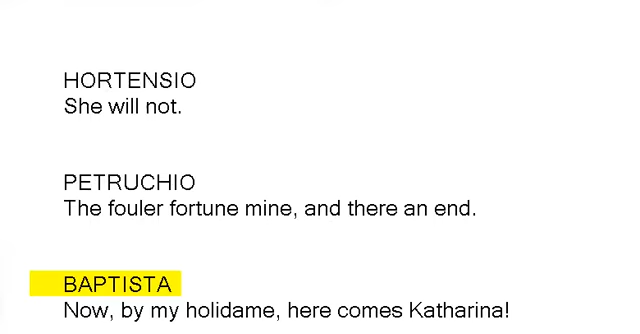 HORTENSIO
She will not.
PETRUCHIO
The fouler fortune mine, and there an end.
BAPTISTA
Now, by my holidame, here comes Katharina!